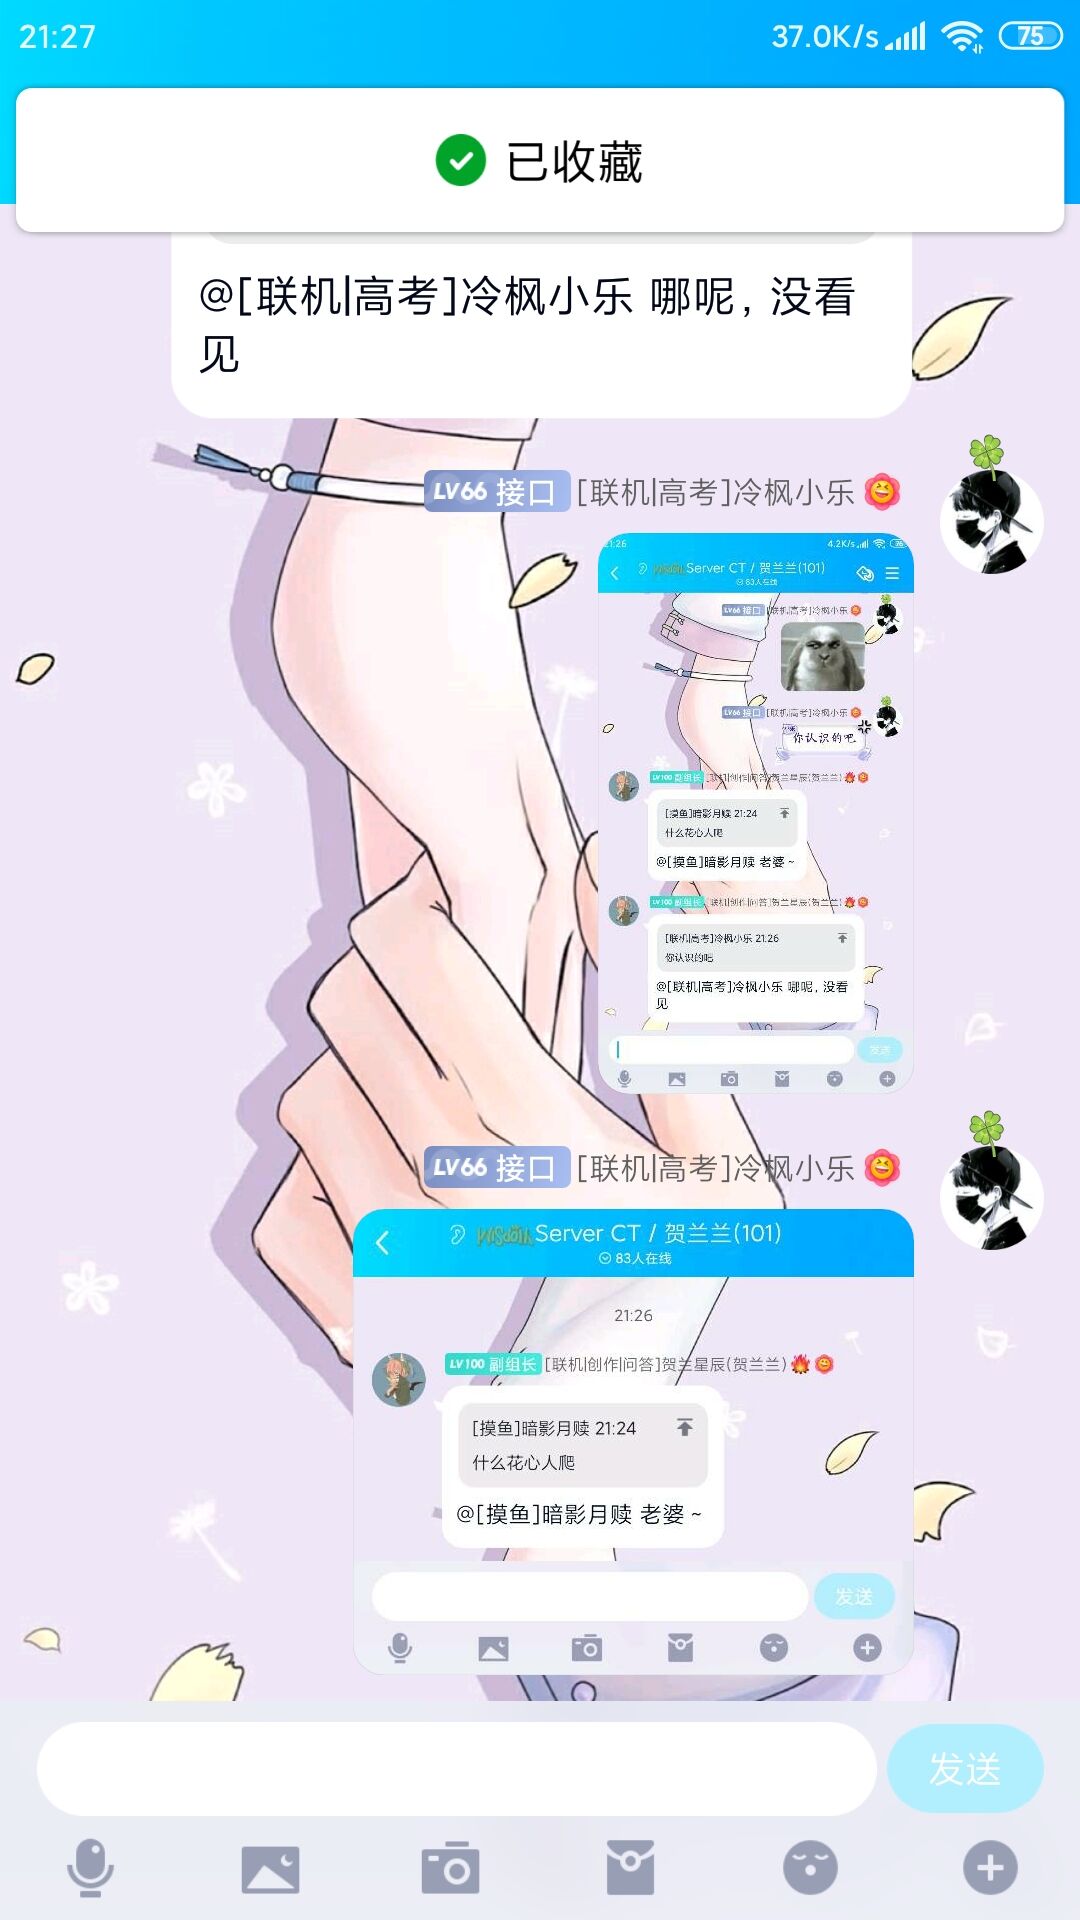 21:27
37.0K/s
75
已收藏
@[联机|高考]冷枫小乐 哪呢，没看
见
LV66 接口 [联机|高考]冷枫小乐
21:26
4.2K/s
Server CT / 贺兰兰(101)
83人在线
LV66 接口 [联机|高考]冷枫小乐
LV66 接口 [联机|高考]冷枫小乐
你认识的吧
LV100 副组长 [联机|创作|问答]贺兰星辰(贺兰兰)
[摸鱼]暗影月赎 21:24
什么花心人爬
@[摸鱼]暗影月赎 老婆~
LV100 副组长 [联机|创作|问答]贺兰星辰(贺兰兰)
[联机|高考]冷枫小乐 21:26
你认识的吧
@[联机|高考]冷枫小乐 哪呢，没看
见
发送
LV66 接口 [联机|高考]冷枫小乐
Server CT / 贺兰兰(101)
83人在线
21:26
LV100 副组长 [联机|创作|问答]贺兰星辰(贺兰兰)
[摸鱼]暗影月赎 21:24
什么花心人爬
@[摸鱼]暗影月赎 老婆~
发送
发送